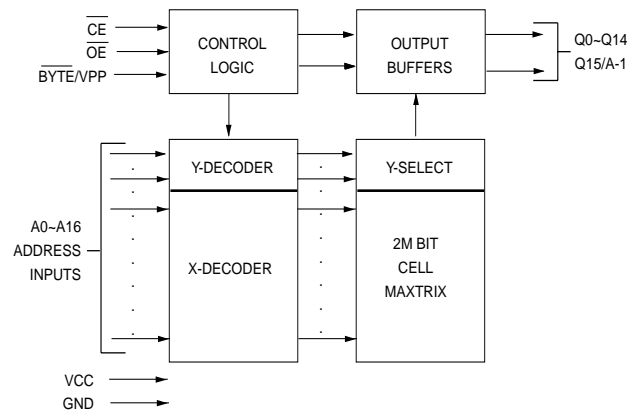 CE
OE
BYTE/VPP
CONTROL
LOGIC
OUTPUT
BUFFERS
Q0~Q14
Q15/A-1
A0~A16
ADDRESS
INPUTS
Y-DECODER
X-DECODER
Y-SELECT
2M BIT
CELL
MAXTRIX
VCC
GND